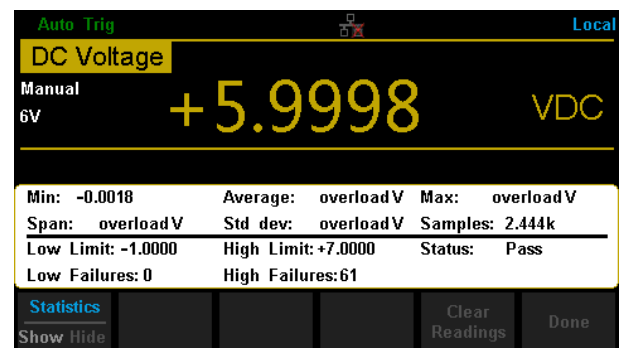 Auto Trig Local
DC Voltage
Manual
6V +5.9998 VDC
Min: -0.0018 Average: overload V Max: overload V
Span: overload V Std dev: overload V Samples: 2.444k
Low Limit: -1.0000 High Limit: +7.0000 Status: Pass
Low Failures: 0 High Failures: 61
Statistics
Show Hide
Clear
Readings
Done